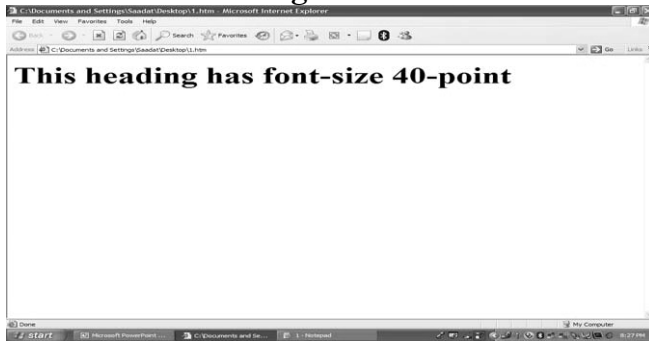 C:\Documents and Settings\Saadat\Desktop\1.htm - Microsoft Internet Explorer
File Edit View Favorites Tools Help
Back Search Favorites
Address C:\Documents and Settings\Saadat\Desktop\1.htm Go Links
This heading has font-size 40-point
Done My Computer
start Microsoft PowerPoint ... C:\Documents and Se... 1 - Notepad 8:27 PM